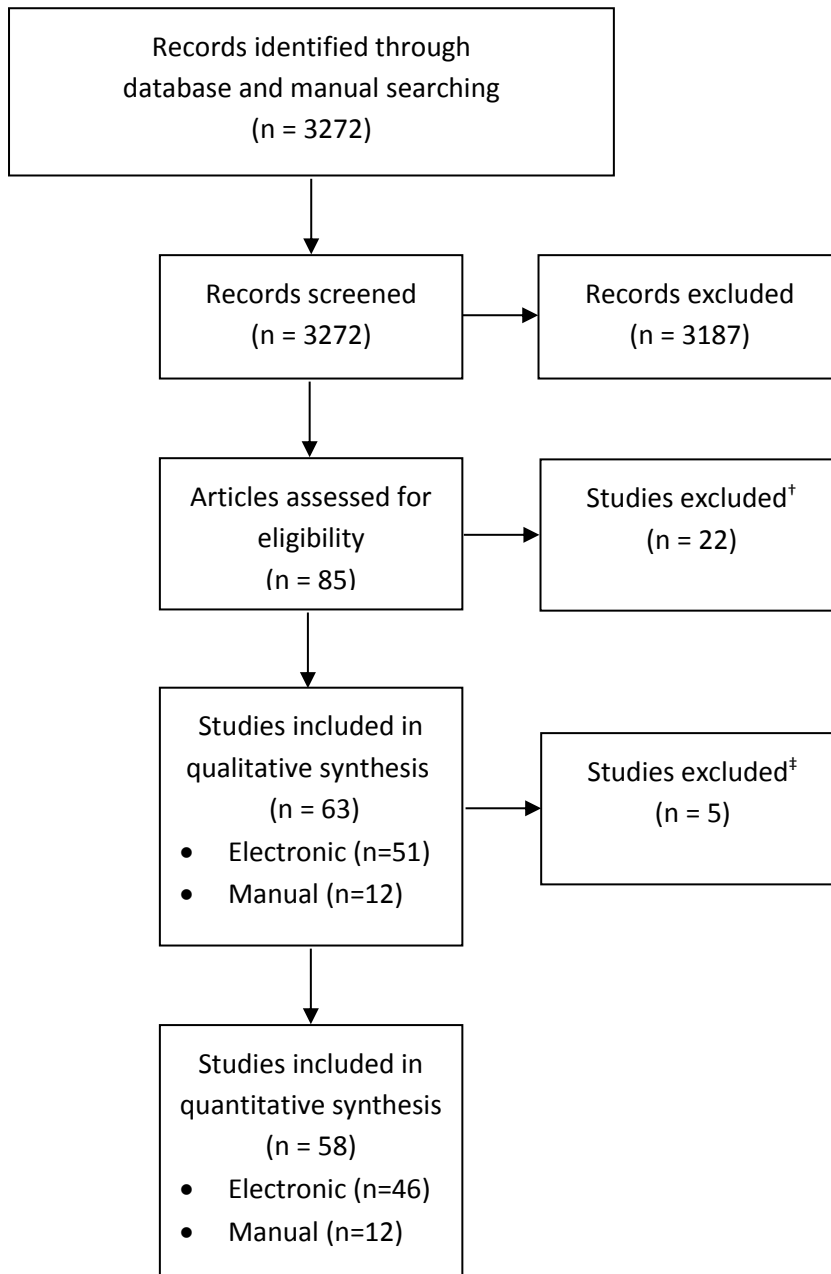 Records identified through
database and manual searching
(n = 3272)
Records screened
(n = 3272)
Records excluded
(n = 3187)
Articles assessed for
eligibility
(n = 85)
Studies excluded†
(n = 22)
Studies included in
qualitative synthesis
(n = 63)
• Electronic (n=51)
• Manual (n=12)
Studies excluded‡
(n = 5)
Studies included in
quantitative synthesis
(n = 58)
• Electronic (n=46)
• Manual (n=12)